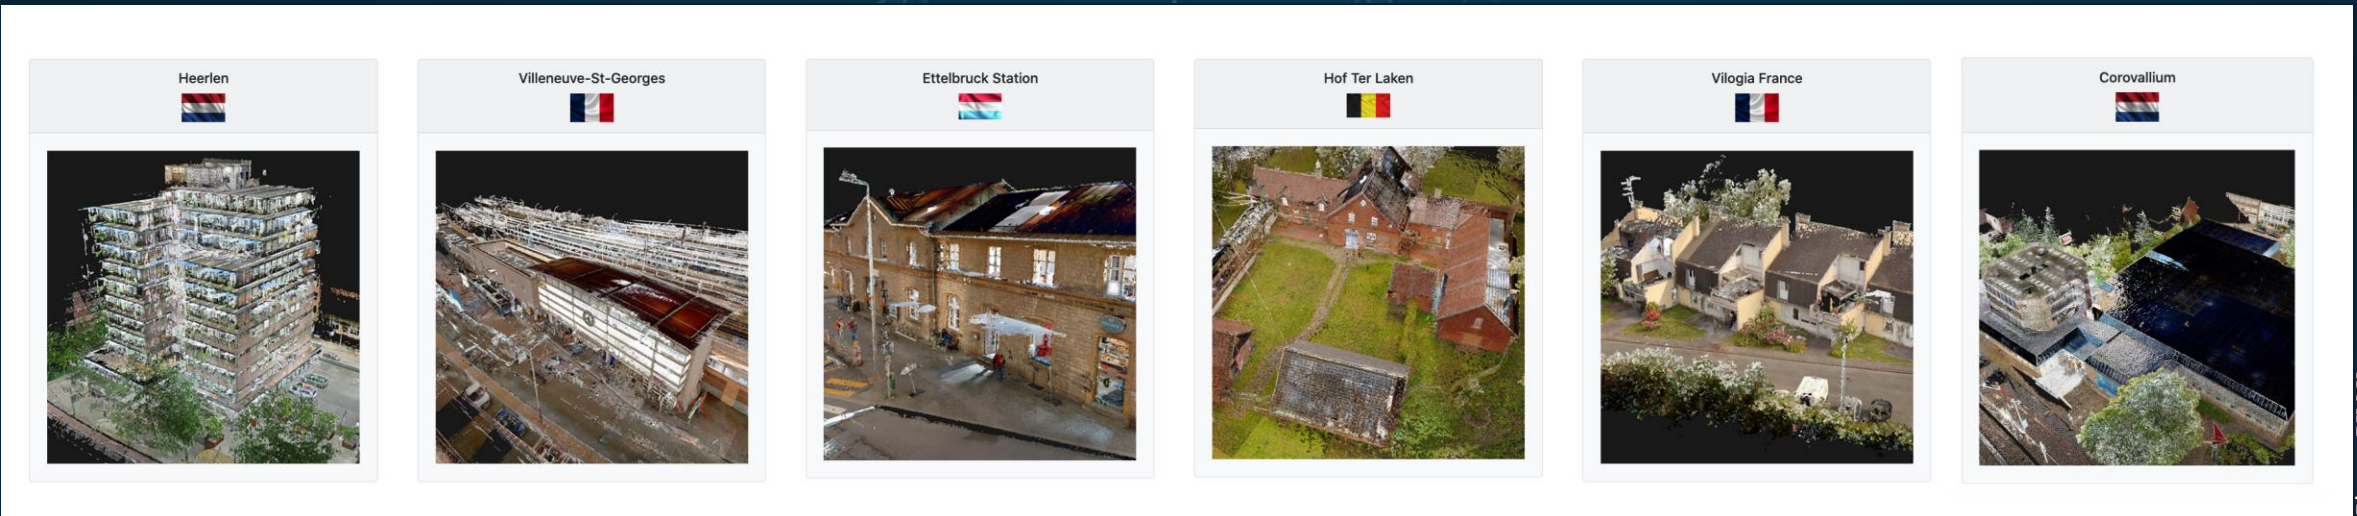 Heerlen
Villeneuve-St-Georges
Ettelbruck Station
Hof Ter Laken
Vilogia France
Corovallium